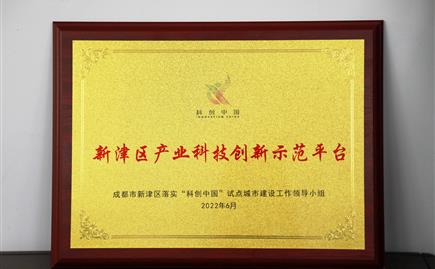 科创中国
INNOVATION CHINA
新津区产业科技创新示范平台
成都市新津区落实“科创中国”试点城市建设工作领导小组
2022年6月